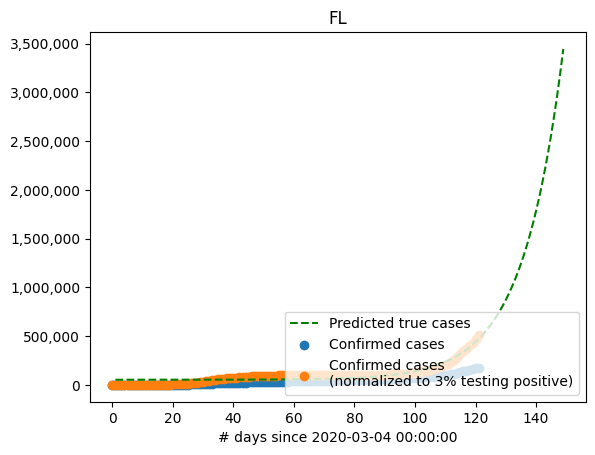 FL
3,500,000
3,000,000
2,500,000
2,000,000
1,500,000
1,000,000
500,000
0
Predicted true cases
Confirmed cases
Confirmed cases
(normalized to 3% testing positive)
0 20 40 60 80 100 120 140
# days since 2020-03-04 00:00:00